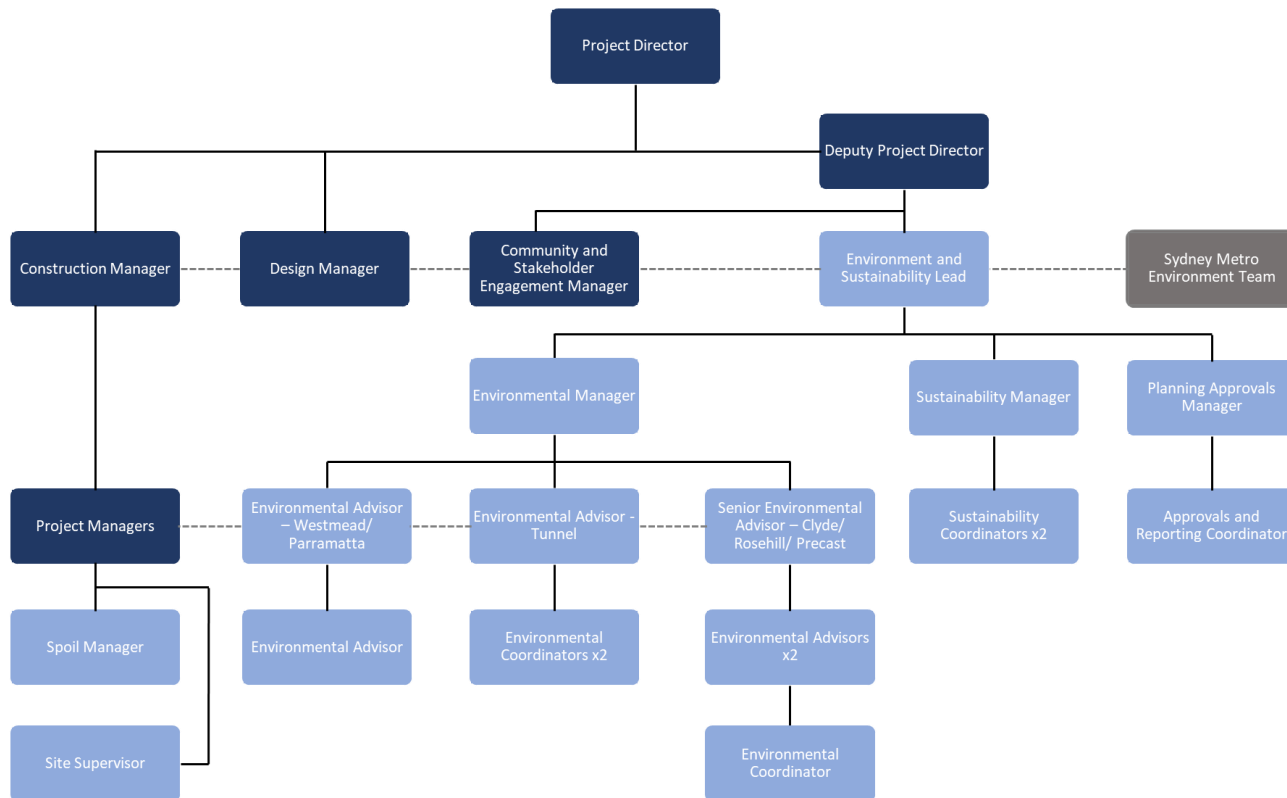 Project Director
Deputy Project Director
Construction Manager
Design Manager
Community and
Stakeholder
Engagement Manager
Environment and
Sustainability Lead
Sydney Metro
Environment Team
Environmental Manager
Sustainability Manager
Planning Approvals
Manager
Project Managers
Environmental Advisor
– Westmead/
Parramatta
Environmental Advisor -
Tunnel
Senior Environmental
Advisor – Clyde/
Rosehill/ Precast
Sustainability
Coordinators x2
Approvals and
Reporting Coordinator
Spoil Manager
Environmental Advisor
Environmental
Coordinators x2
Environmental Advisors
x2
Site Supervisor
Environmental
Coordinator